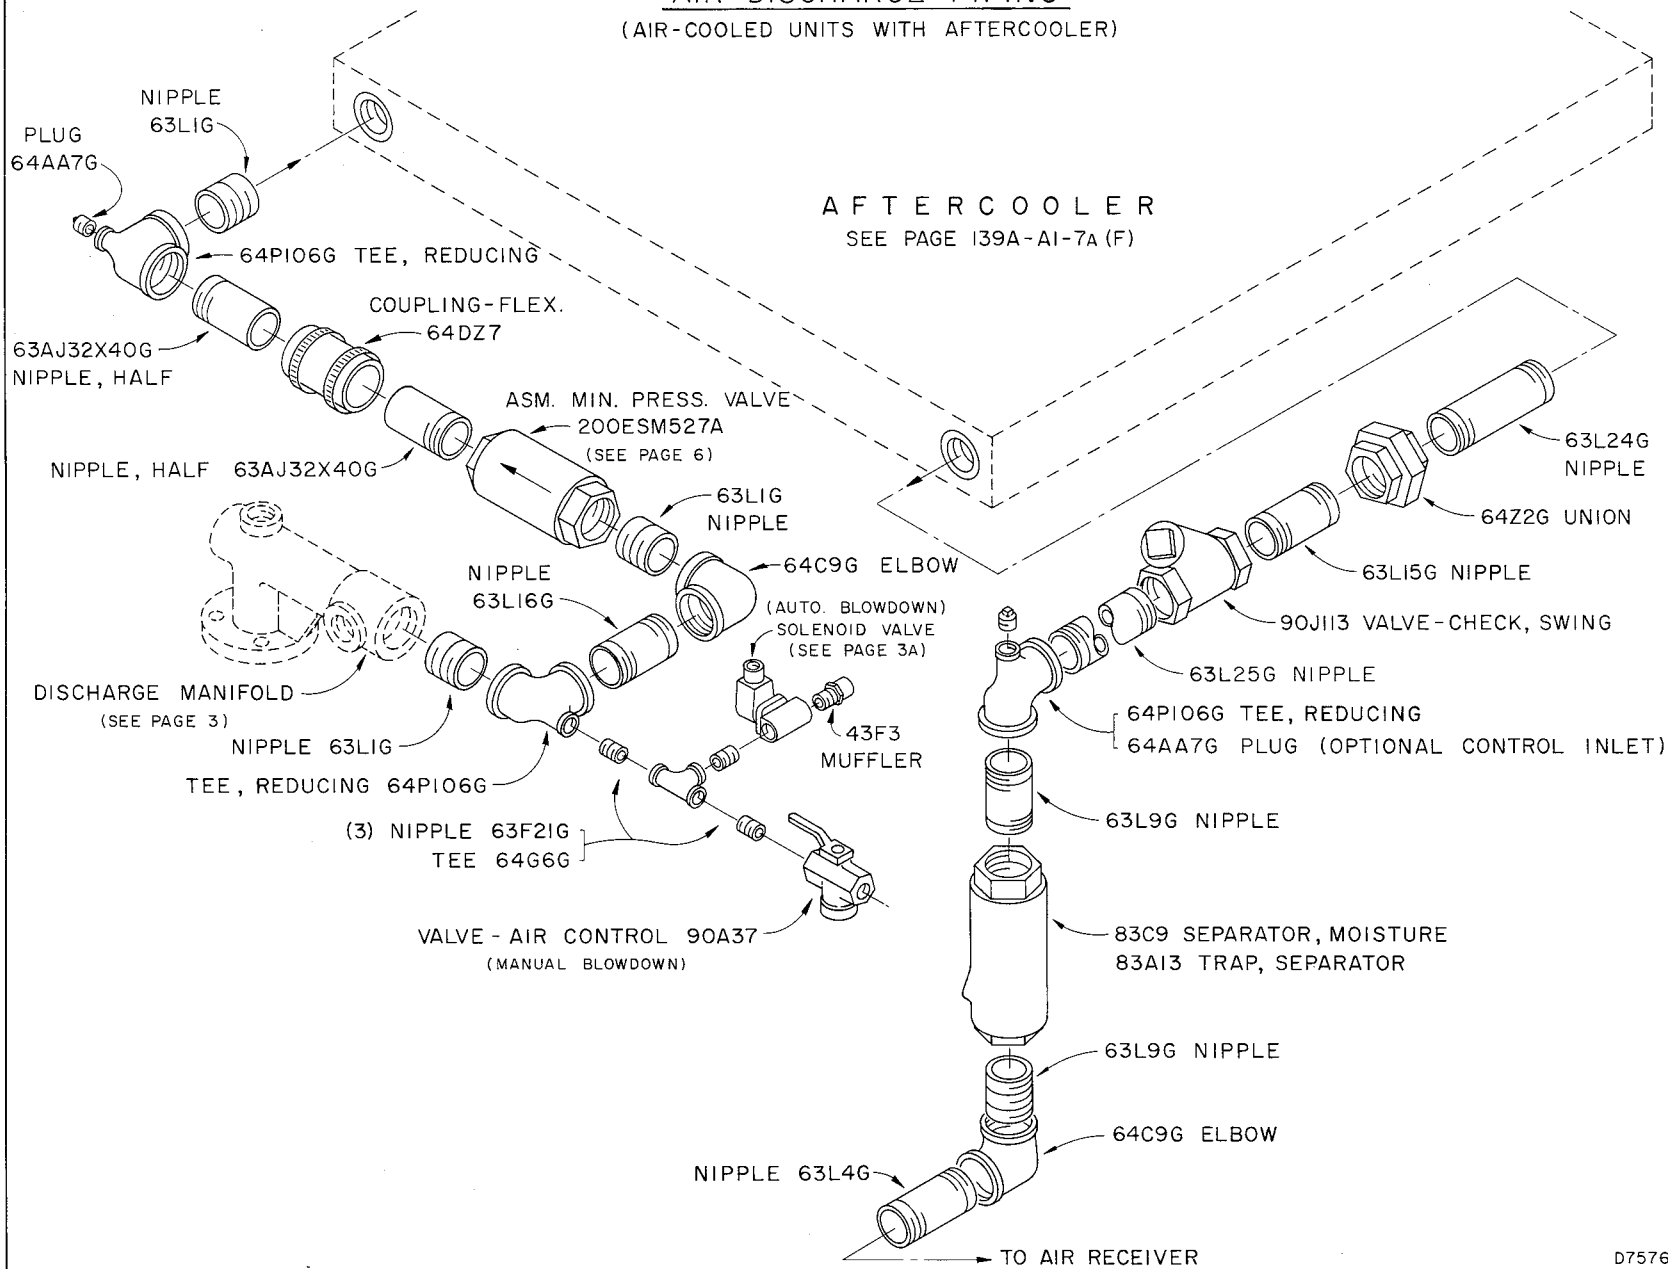 AIR DISCHARGE PIPING
(AIR-COOLED UNITS WITH AFTERCOOLER)
NIPPLE
63L1G
PLUG
64AA7G
AFTERCOOLER
SEE PAGE 139A-A1-7A (F)
64P106G TEE, REDUCING
COUPLING-FLEX.
64DZ7
63AJ32X40G
NIPPLE, HALF
ASM. MIN. PRESS. VALVE
200ESM527A
(SEE PAGE 6)
NIPPLE, HALF 63AJ32X40G
63L1G
NIPPLE
63L24G
NIPPLE
64Z2G UNION
64C9G ELBOW
63L15G NIPPLE
NIPPLE
63L16G
(AUTO. BLOWDOWN)
SOLENOID VALVE
(SEE PAGE 3A)
90J113 VALVE-CHECK, SWING
63L25G NIPPLE
DISCHARGE MANIFOLD
(SEE PAGE 3)
NIPPLE 63L1G
43F3
MUFFLER
64P106G TEE, REDUCING
64AA7G PLUG (OPTIONAL CONTROL INLET)
TEE, REDUCING 64P106G
(3) NIPPLE 63F21G
TEE 64G6G
63L9G NIPPLE
VALVE - AIR CONTROL 90A37
(MANUAL BLOWDOWN)
83C9 SEPARATOR, MOISTURE
83A13 TRAP, SEPARATOR
63L9G NIPPLE
64C9G ELBOW
NIPPLE 63L4G
TO AIR RECEIVER
D7576